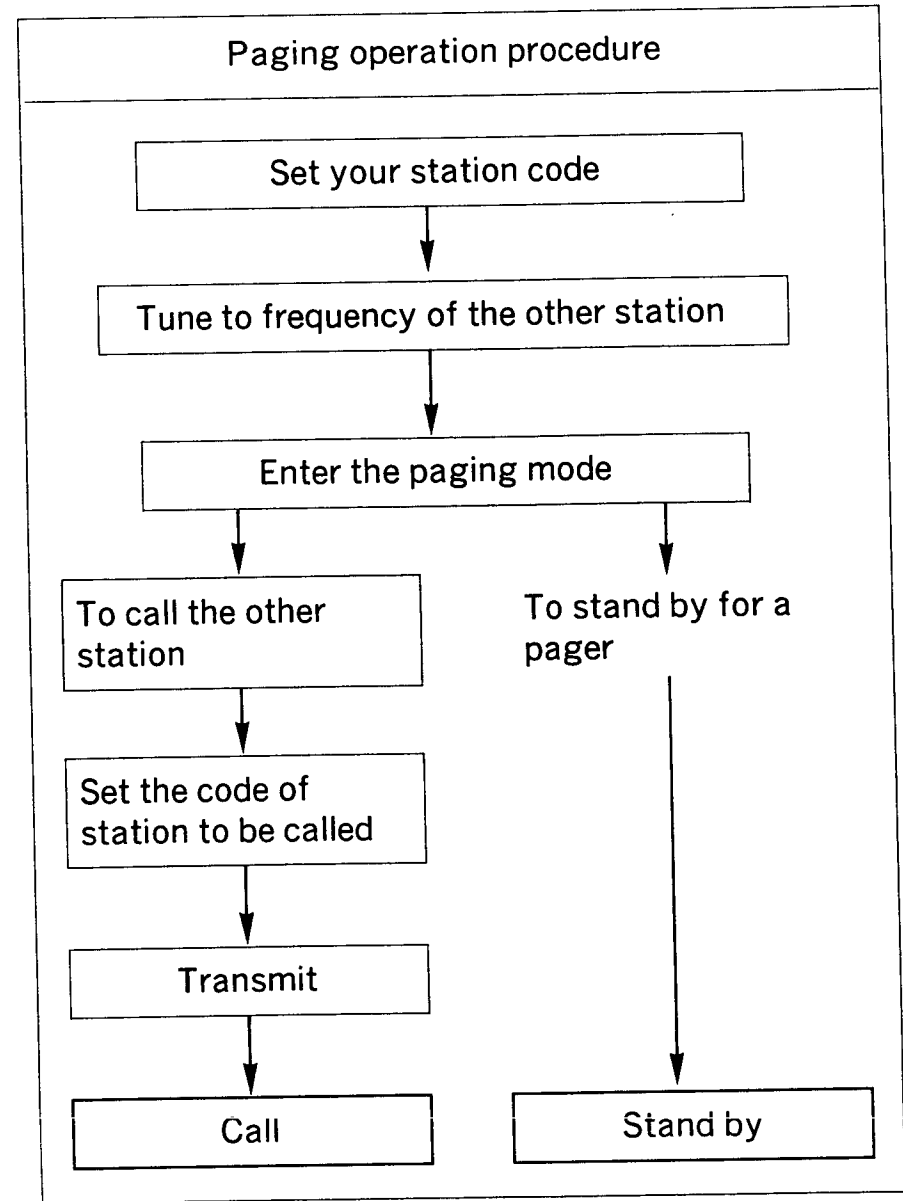 Paging operation procedure
Set your station code
Tune to frequency of the other station
Enter the paging mode
To call the other
station
To stand by for a
pager
Set the code of
station to be called
Transmit
Call
Stand by